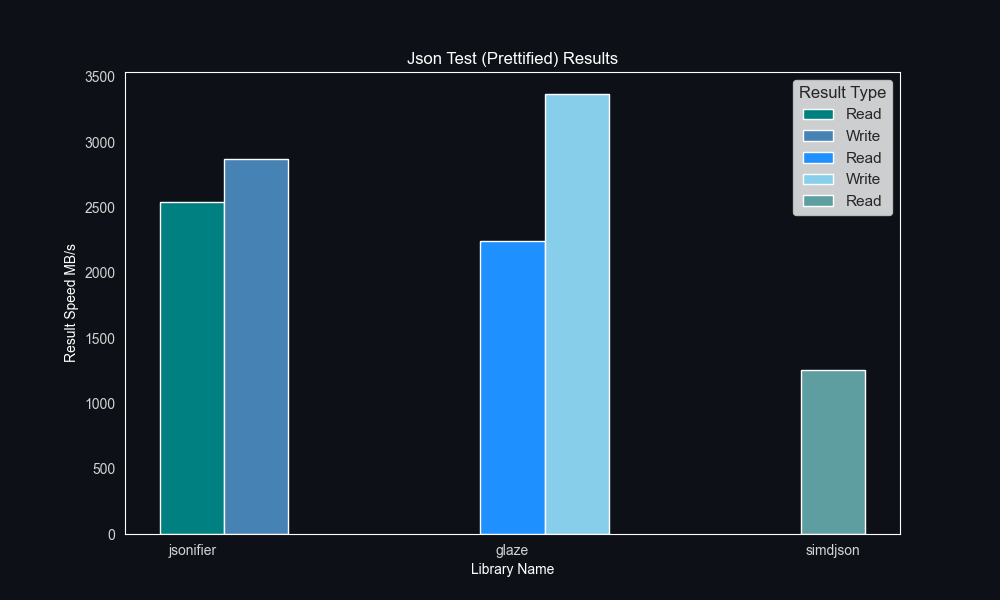 Json Test (Prettified) Results
Result Type
Read
Write
Read
Write
Read
3500
3000
2500
2000
1500
1000
500
0
Result Speed MB/s
jsonifier
glaze
simdjson
Library Name